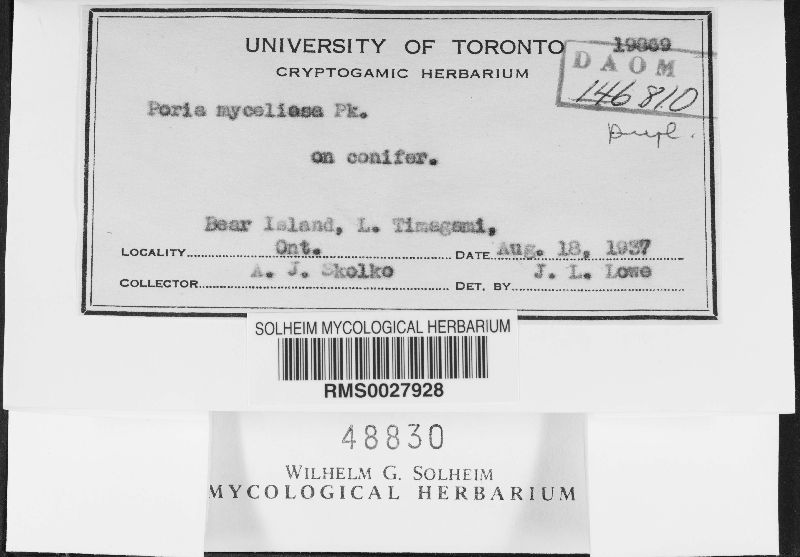 UNIVERSITY OF TORONTO 19869
CRYPTOGAMIC HERBARIUM
DAOM
146810
dupl.
Poria myceliosa Pk.
on conifer.
Bear Island, L. Timagami,
LOCALITY Ont. DATE Aug. 18, 1937
COLLECTOR A. J. Skolko DET. BY J. L. Lowe
SOLHEIM MYCOLOGICAL HERBARIUM
RMS0027928
48830
WILHELM G. SOLHEIM
MYCOLOGICAL HERBARIUM